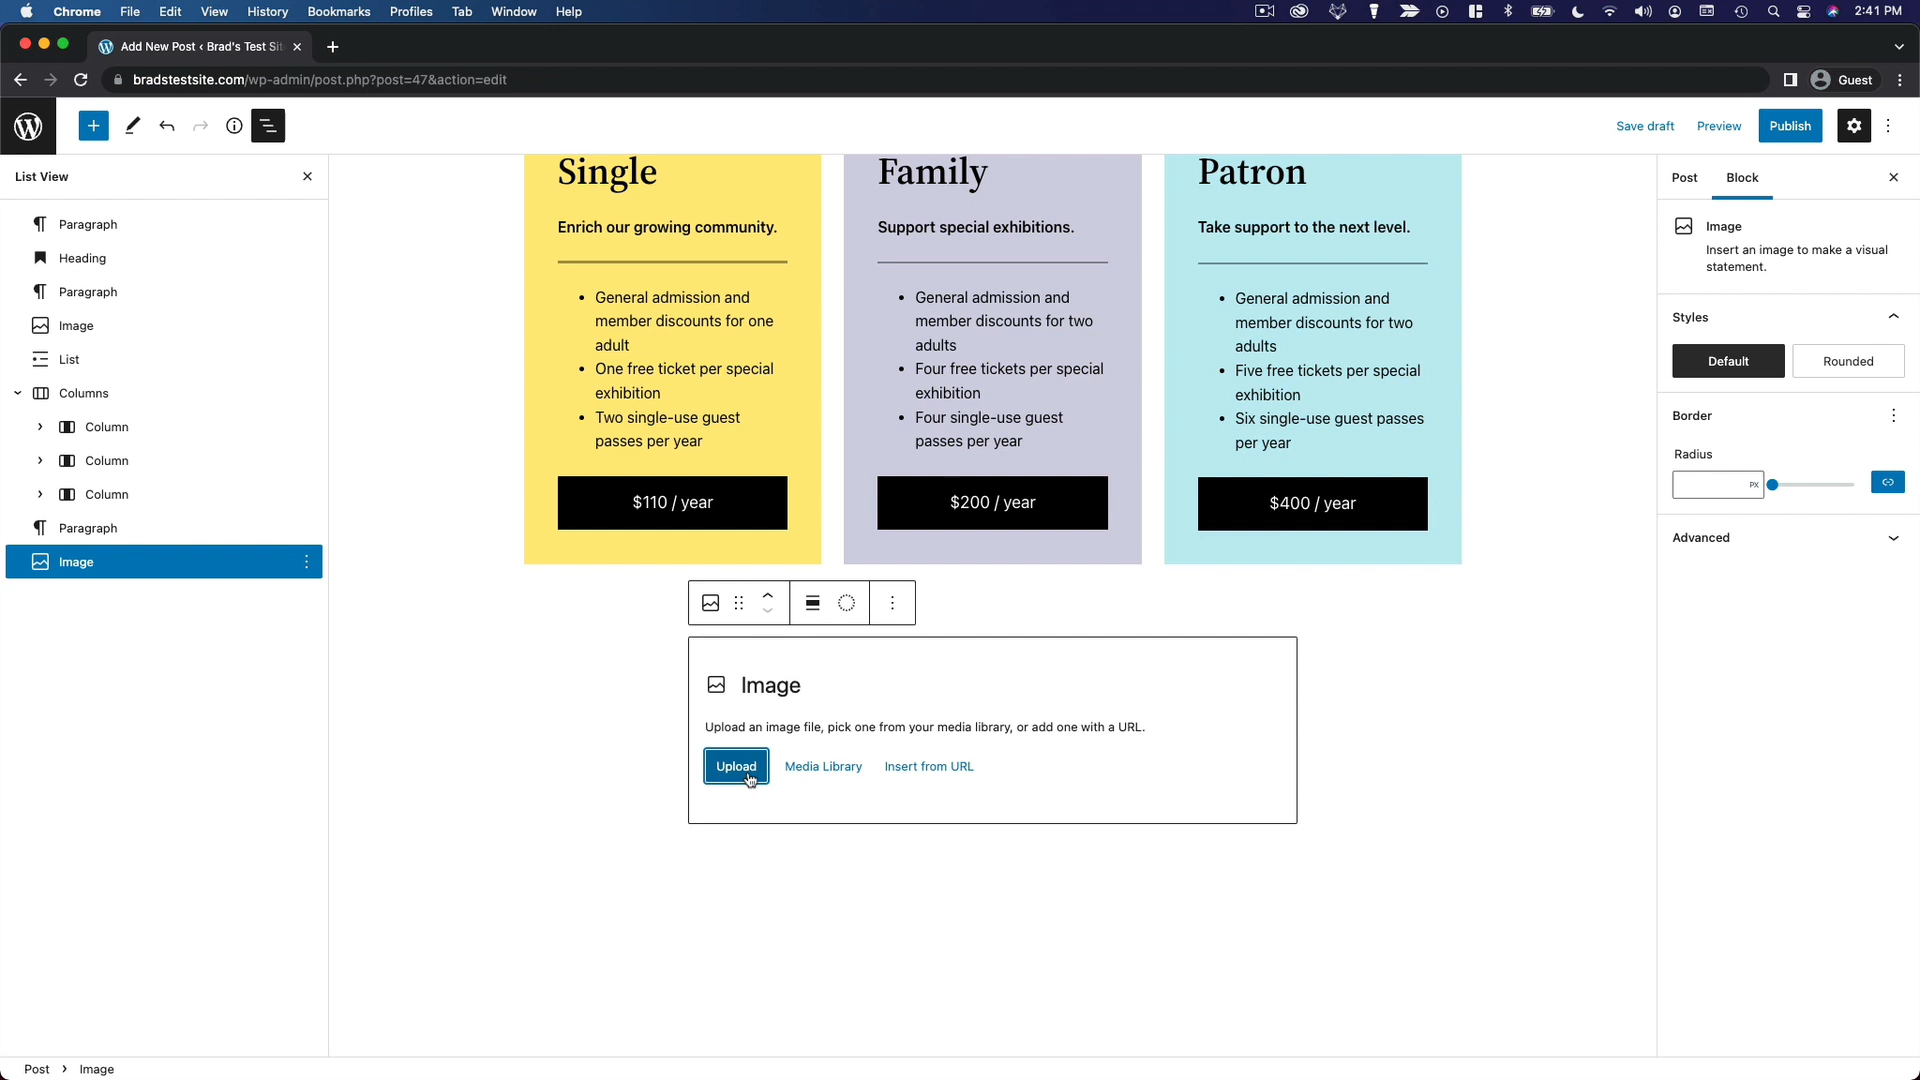 Chrome File Edit View History Bookmarks Profiles Tab Window Help 2:41 PM
Add New Post ‹ Brad's Test Sit
bradstestsite.com/wp-admin/post.php?post=47&action=edit Guest
Save draft Preview Publish
List View
Paragraph
Heading
Paragraph
Image
List
Columns
Column
Column
Column
Paragraph
Image
Single
Enrich our growing community.
• General admission and
member discounts for one
adult
• One free ticket per special
exhibition
• Two single-use guest
passes per year
$110 / year
Family
Support special exhibitions.
• General admission and
member discounts for two
adults
• Four free tickets per special
exhibition
• Four single-use guest
passes per year
$200 / year
Patron
Take support to the next level.
• General admission and
member discounts for two
adults
• Five free tickets per special
exhibition
• Six single-use guest passes
per year
$400 / year
Image
Upload an image file, pick one from your media library, or add one with a URL.
Upload Media Library Insert from URL
Post Block
Image
Insert an image to make a visual
statement.
Styles
Default Rounded
Border
Radius
PX
Advanced
Post › Image